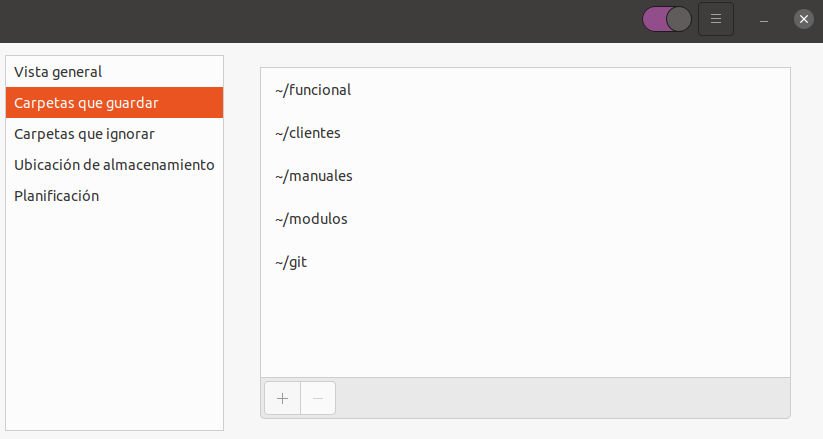 Vista general
Carpetas que guardar
Carpetas que ignorar
Ubicación de almacenamiento
Planificación
~/funcional
~/clientes
~/manuales
~/modulos
~/git